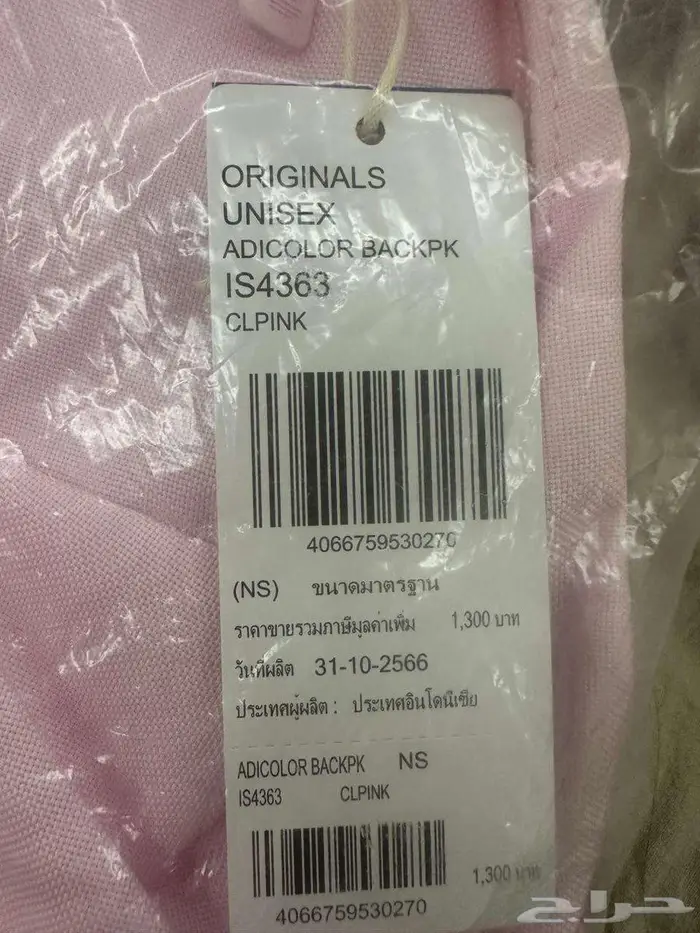 ORIGINALS
UNISEX
ADICOLOR BACKPK
IS4363
CLPINK
4066759530270
(NS) ขนาดมาตรฐาน
ราคาขายรวมภาษีมูลค่าเพิ่ม 1,300 บาท
วันที่ผลิต 31-10-2566
ประเทศผู้ผลิต : ประเทศอินโดนีเซีย
ADICOLOR BACKPK NS
IS4363 CLPINK
1,300 บาท
4066759530270
حراج